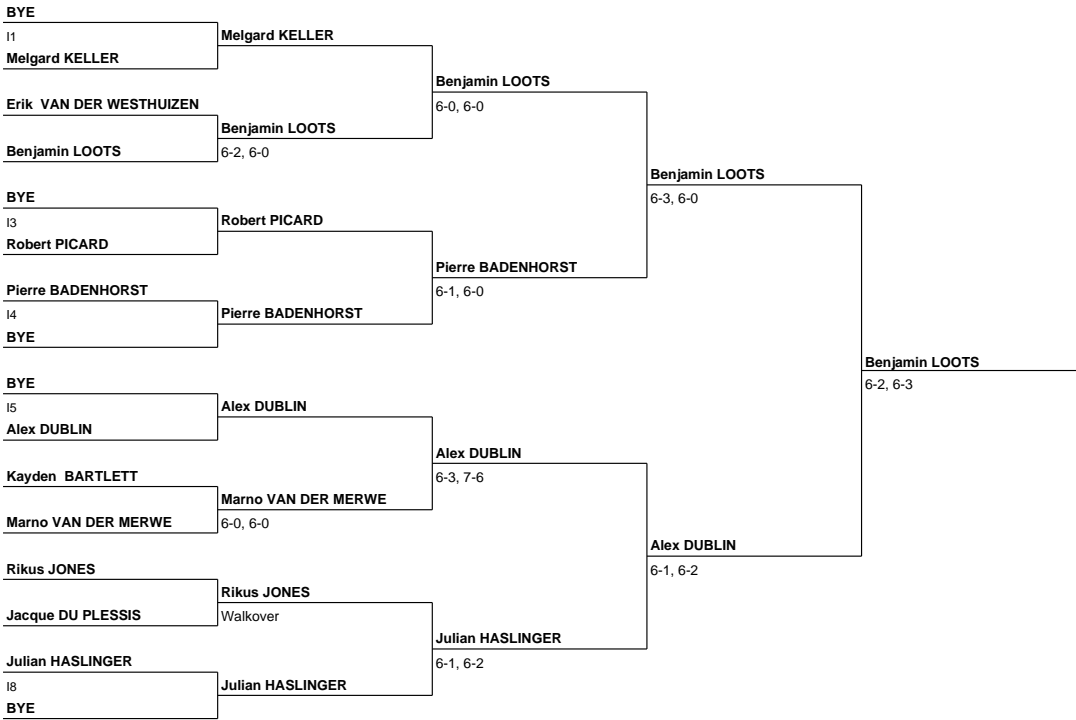 BYE
I1
Melgard KELLER
Melgard KELLER
Erik  VAN DER WESTHUIZEN
Benjamin LOOTS
Benjamin LOOTS
6-2, 6-0
Benjamin LOOTS
6-0, 6-0
BYE
I3
Robert PICARD
Robert PICARD
Pierre BADENHORST
I4
BYE
Pierre BADENHORST
Pierre BADENHORST
6-1, 6-0
Benjamin LOOTS
6-3, 6-0
BYE
I5
Alex DUBLIN
Alex DUBLIN
Kayden  BARTLETT
Marno VAN DER MERWE
Marno VAN DER MERWE
6-0, 6-0
Alex DUBLIN
6-3, 7-6
Rikus JONES
Jacque DU PLESSIS
Rikus JONES
Walkover
Julian HASLINGER
I8
BYE
Julian HASLINGER
Julian HASLINGER
6-1, 6-2
Alex DUBLIN
6-1, 6-2
Benjamin LOOTS
6-2, 6-3